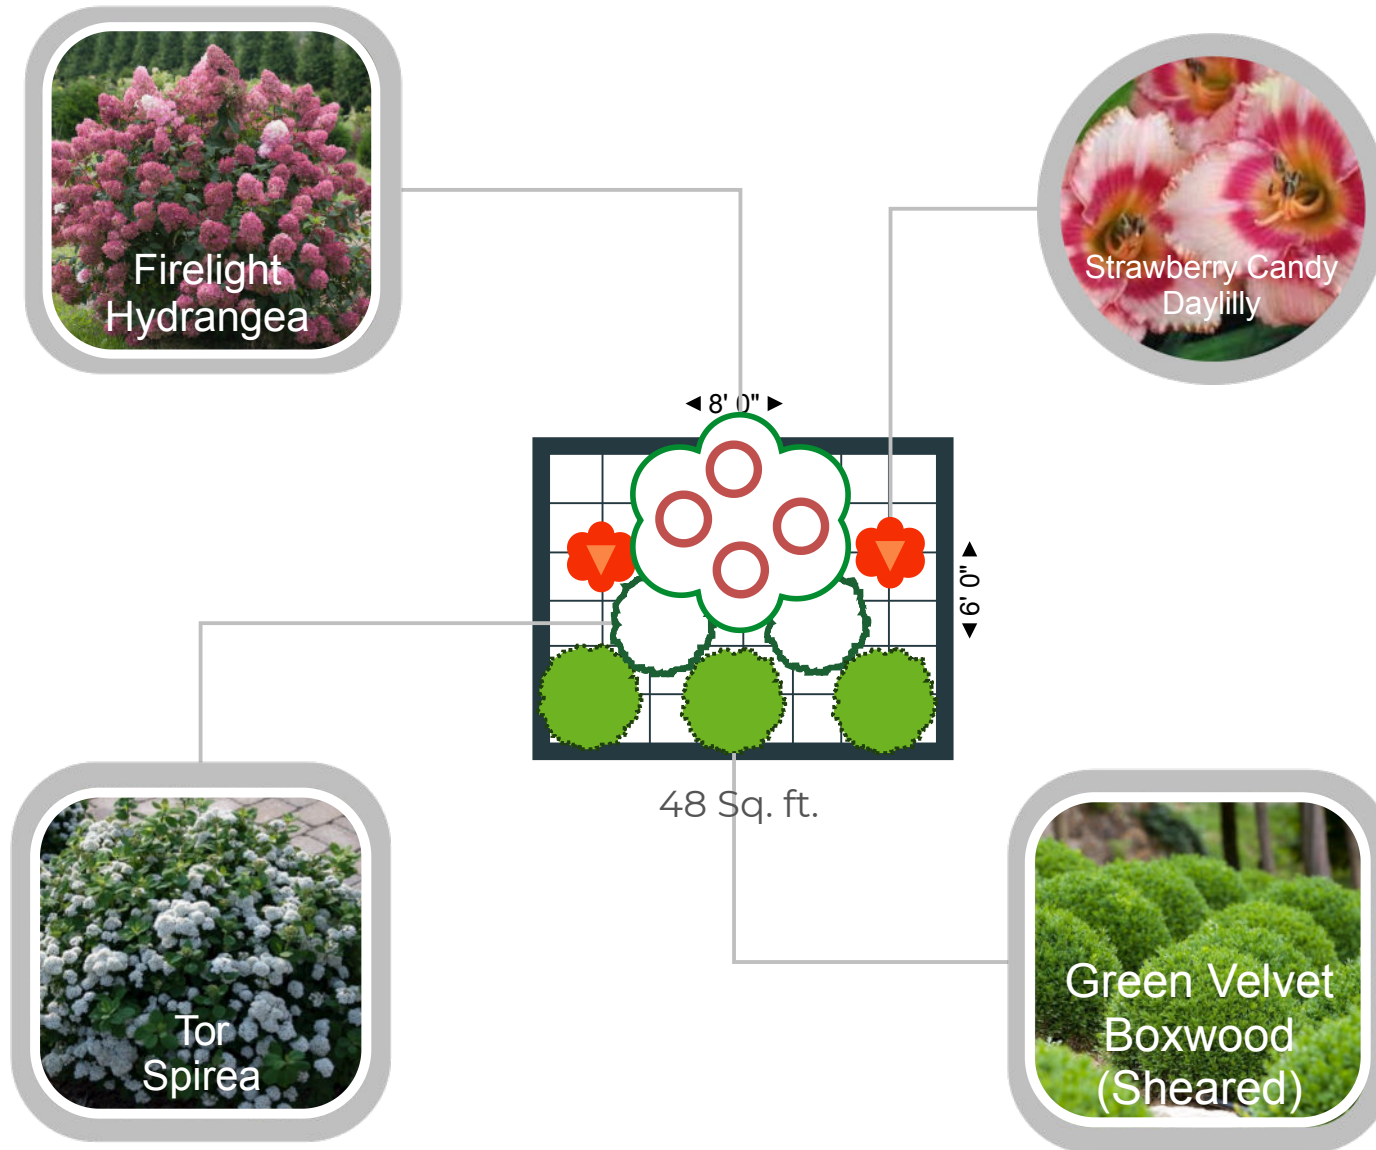 Firelight
Hydrangea
Strawberry Candy
Daylilly
8' 0"
6' 0"
48 Sq. ft.
Tor
Spirea
Green Velvet
Boxwood
(Sheared)